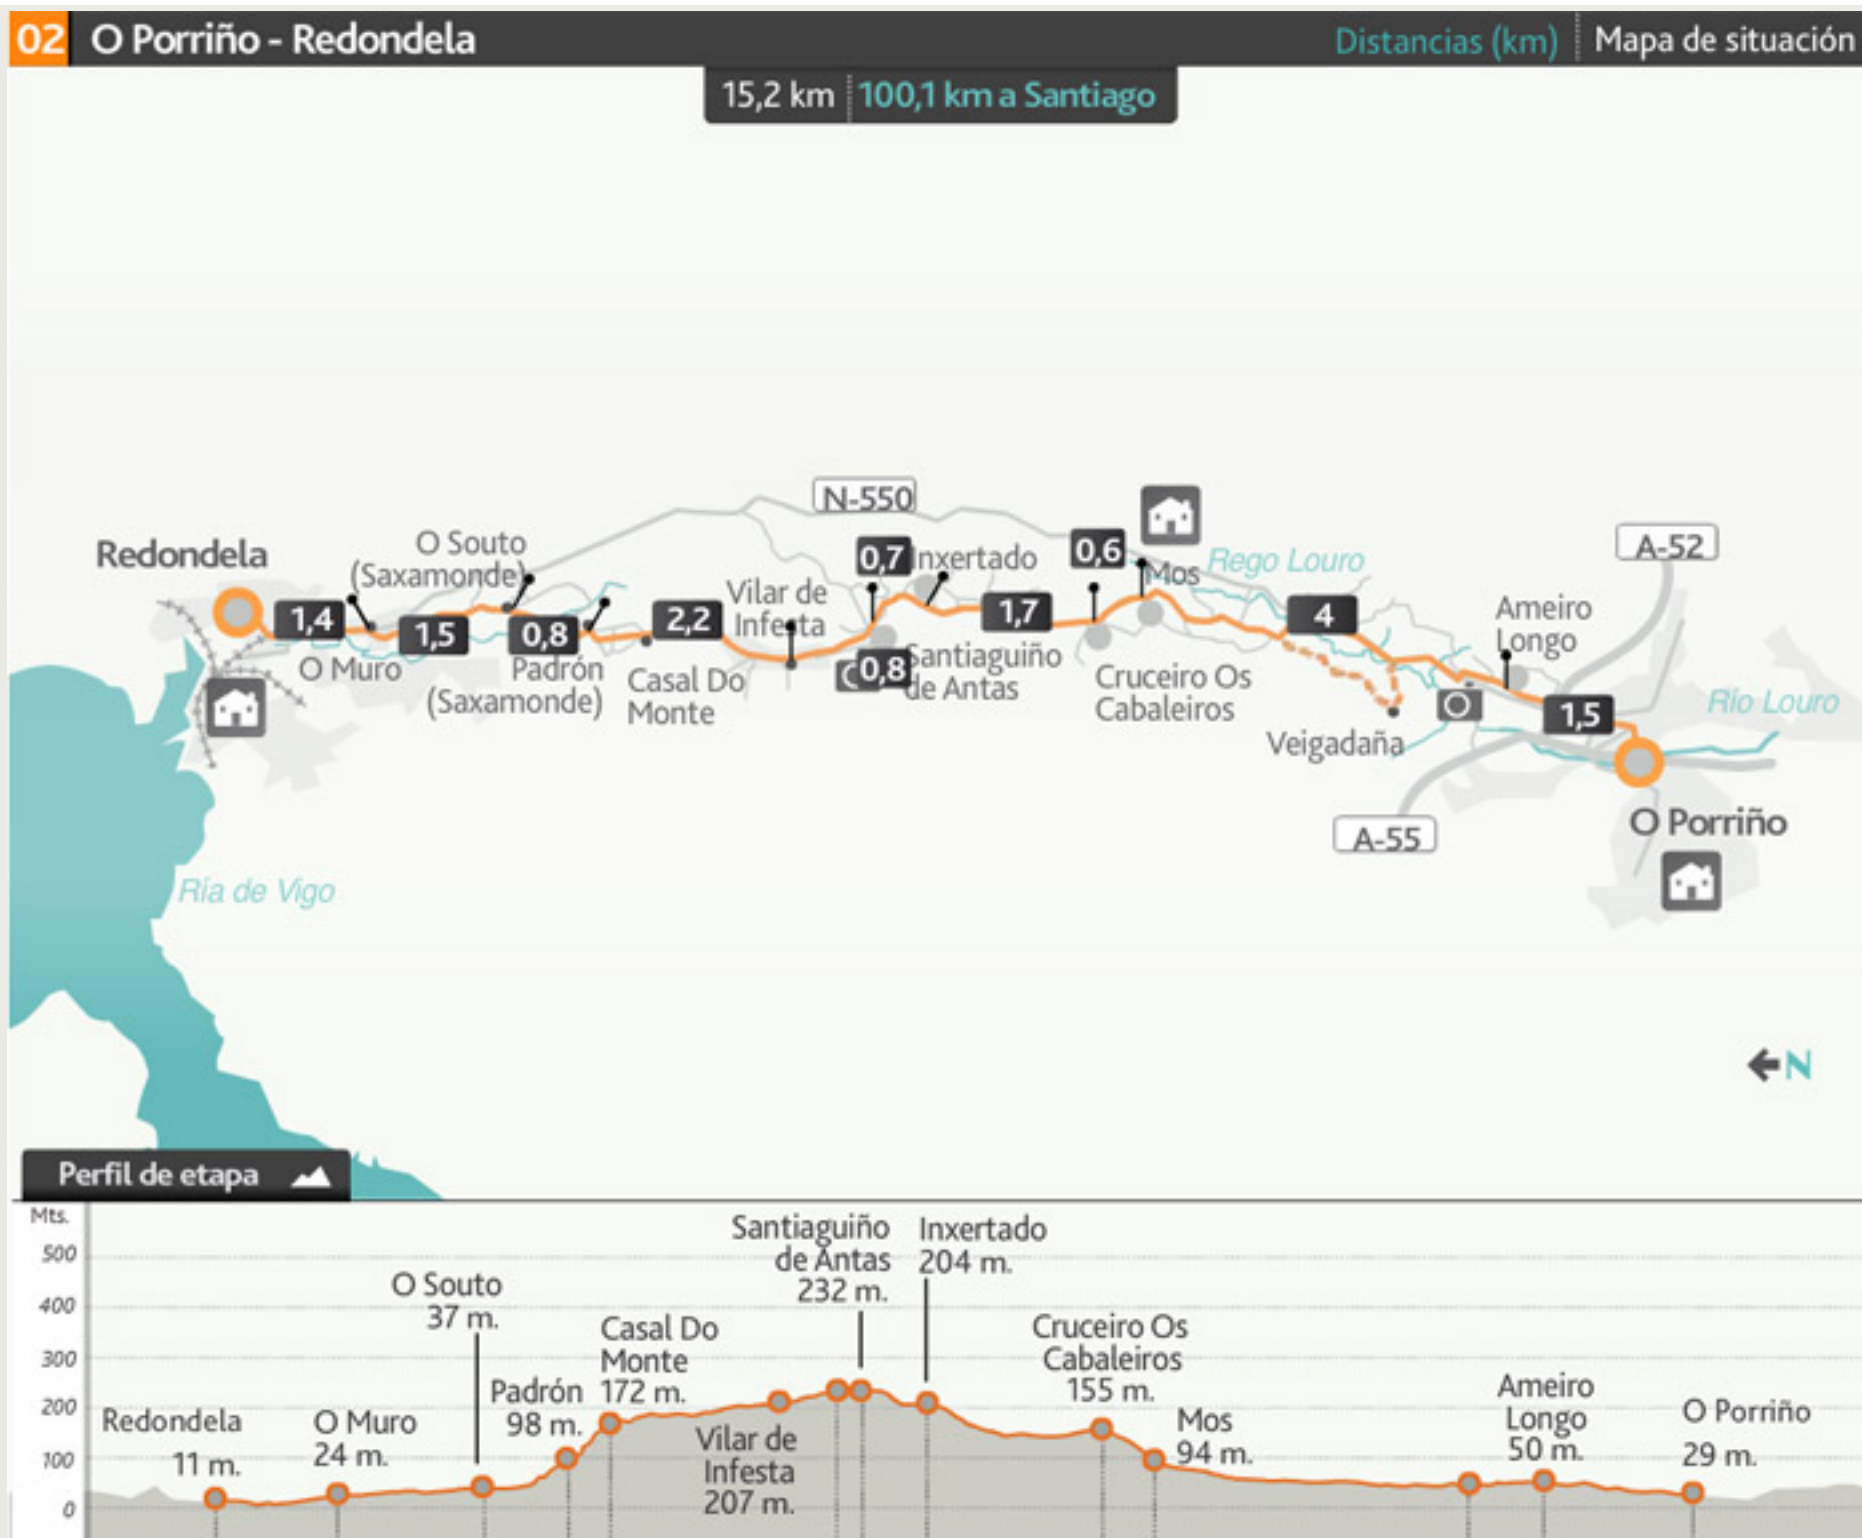 02 O Porriño - Redondela
Distancias (km) Mapa de situación
15,2 km 100,1 km a Santiago
N-550
A-52
Redondela
O Souto
(Saxamonde)
Inxertado
Mos
Rego Louro
Vilar de
Infesta
Ameiro
Longo
1,4
1,5
0,8
2,2
0,7
0,8
1,7
0,6
4
1,5
O Muro
Padrón
(Saxamonde)
Casal Do
Monte
Santiaguiño
de Antas
Cruceiro Os
Cabaleiros
Veigadaña
Río Louro
A-55
O Porriño
Ría de Vigo
N
Perfil de etapa
Mts.
500
400
300
200
100
0
Redondela
11 m.
O Muro
24 m.
O Souto
37 m.
Padrón
98 m.
Casal Do
Monte
172 m.
Vilar de
Infesta
207 m.
Santiaguiño
de Antas
232 m.
Inxertado
204 m.
Cruceiro Os
Cabaleiros
155 m.
Mos
94 m.
Ameiro
Longo
50 m.
O Porriño
29 m.